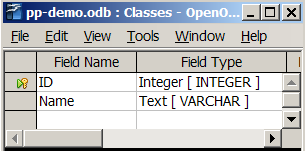 pp-demo.odb : Classes - OpenO...
File Edit View Tools Window Help
Field Name Field Type
ID Integer [ INTEGER ]
Name Text [ VARCHAR ]